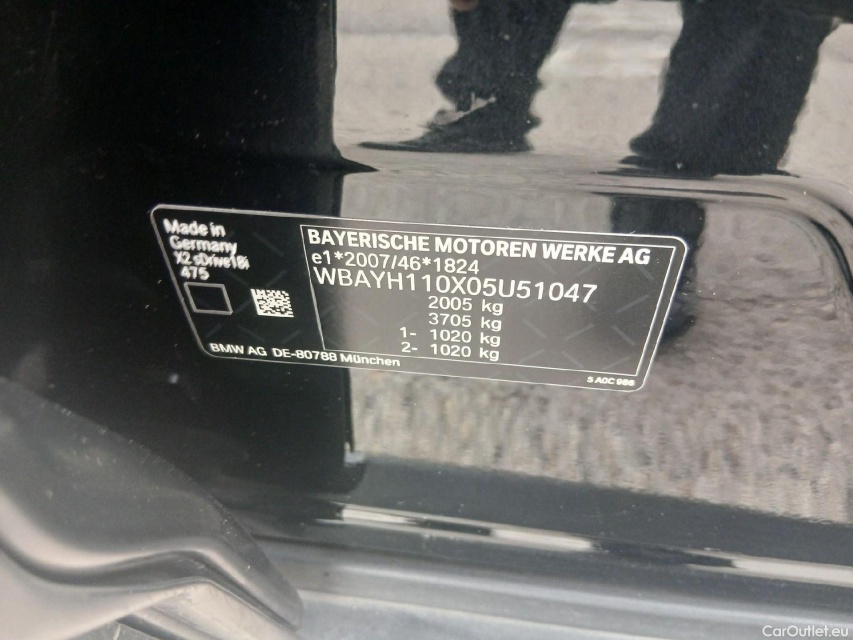 Made in
Germany
X2 sDrive18i
475
BAYERISCHE MOTOREN WERKE AG
e1*2007/46*1824
WBAYH110X05U51047
2005 kg
3705 kg
1- 1020 kg
2- 1020 kg
BMW AG DE-80788 München
5 A0C 986
CarOutlet.eu